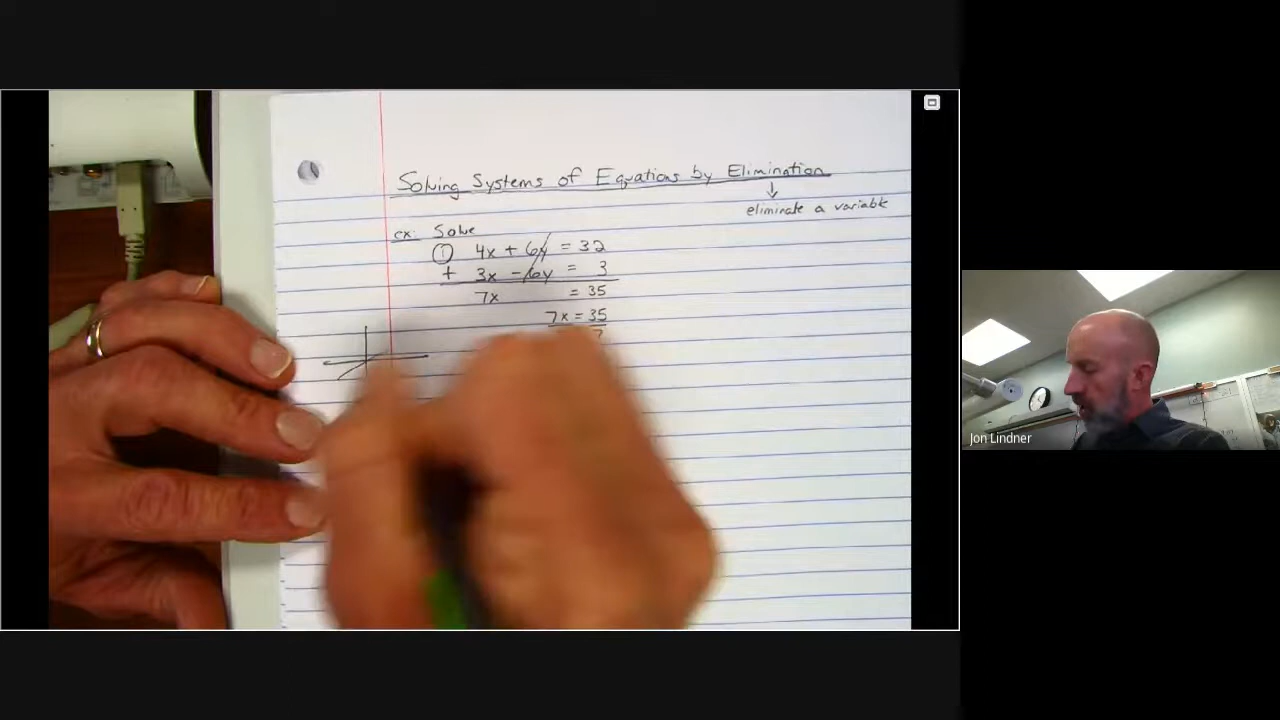 Solving Systems of Equations by Elimination
↓
eliminate a variable
ex: Solve
① 4x + 6y = 32
+ 3x - 6y = 3
7x = 35
7x = 35
7
Jon Lindner